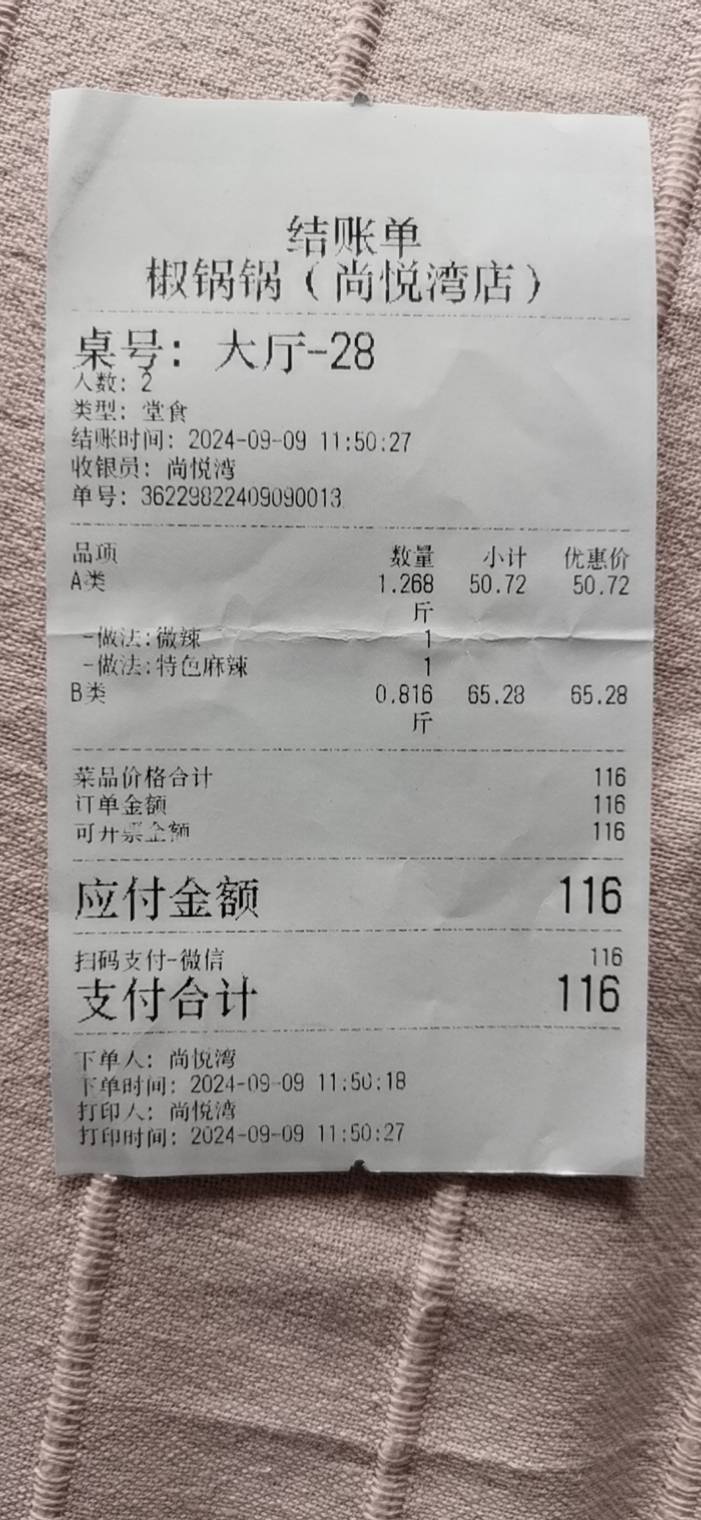 结账单
椒锅锅（尚悦湾店）
桌号: 大厅-28
人数: 2
类型: 堂食
结账时间: 2024-09-09 11:50:27
收银员: 尚悦湾
单号: 36229822409090013
品项 数量 小计 优惠价
A类 1.268 50.72 50.72
斤
-做法:微辣 1
-做法:特色麻辣 1
B类 0.816 65.28 65.28
斤
菜品价格合计 116
订单金额 116
可开票金额 116
应付金额 116
扫码支付-微信 116
支付合计 116
下单人: 尚悦湾
下单时间: 2024-09-09 11:50:18
打印人: 尚悦湾
打印时间: 2024-09-09 11:50:27